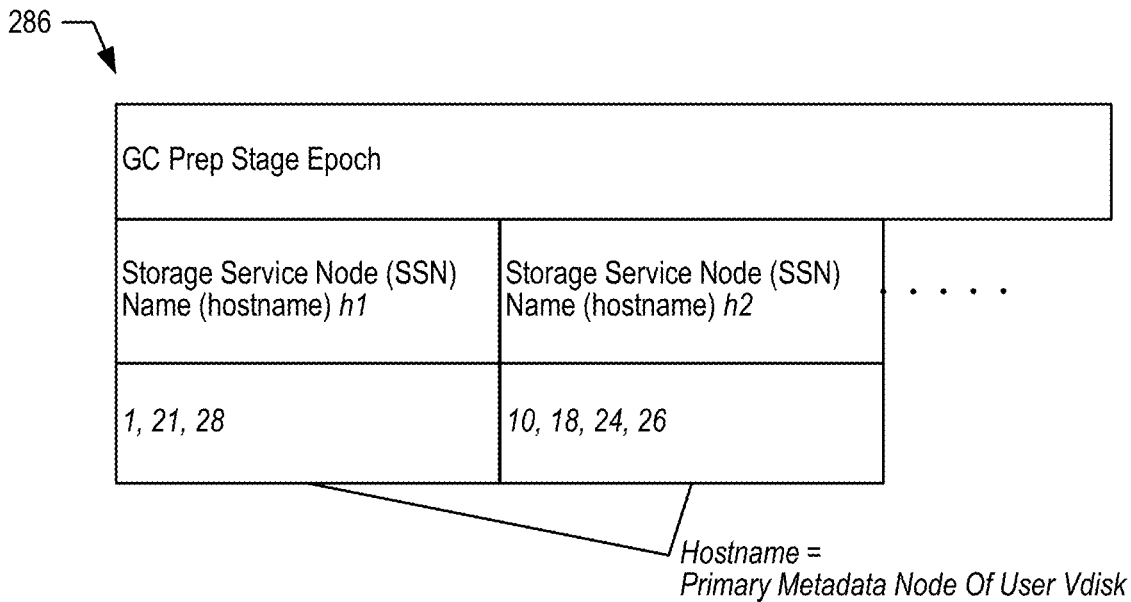 286
GC Prep Stage Epoch
Storage Service Node (SSN)
Name (hostname) h1
Storage Service Node (SSN)
Name (hostname) h2
. . . . .
1, 21, 28
10, 18, 24, 26
Hostname =
Primary Metadata Node Of User Vdisk